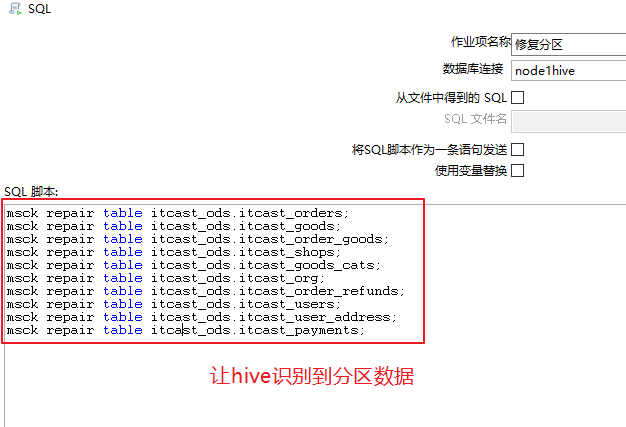 SQL
作业项名称 修复分区
数据库连接 node1hive
从文件中得到的 SQL
SQL 文件名
将SQL脚本作为一条语句发送
使用变量替换
SQL 脚本:
msck repair table itcast_ods.itcast_orders;
msck repair table itcast_ods.itcast_goods;
msck repair table itcast_ods.itcast_order_goods;
msck repair table itcast_ods.itcast_shops;
msck repair table itcast_ods.itcast_goods_cats;
msck repair table itcast_ods.itcast_org;
msck repair table itcast_ods.itcast_order_refunds;
msck repair table itcast_ods.itcast_users;
msck repair table itcast_ods.itcast_user_address;
msck repair table itcast_ods.itcast_payments;
让hive识别到分区数据